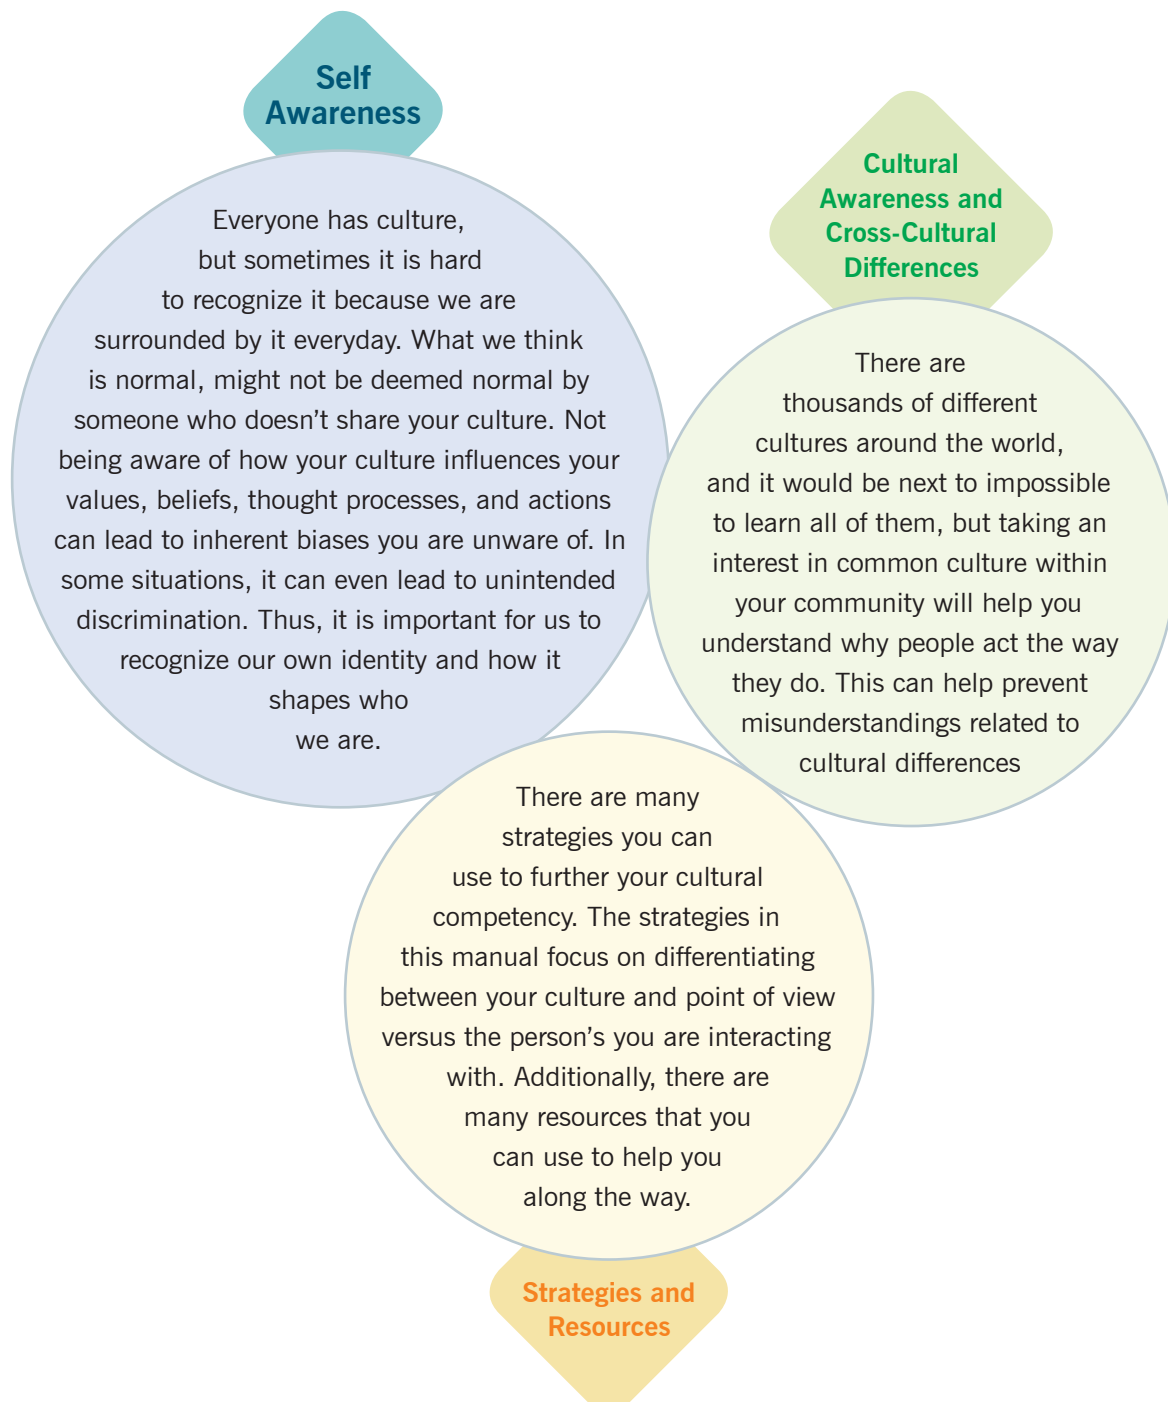 Self
Awareness
Everyone has culture,
but sometimes it is hard
to recognize it because we are
surrounded by it everyday. What we think
is normal, might not be deemed normal by
someone who doesn’t share your culture. Not
being aware of how your culture influences your
values, beliefs, thought processes, and actions
can lead to inherent biases you are unware of. In
some situations, it can even lead to unintended
discrimination. Thus, it is important for us to
recognize our own identity and how it
shapes who
we are.
Cultural
Awareness and
Cross-Cultural
Differences
There are
thousands of different
cultures around the world,
and it would be next to impossible
to learn all of them, but taking an
interest in common culture within
your community will help you
understand why people act the way
they do. This can help prevent
misunderstandings related to
cultural differences
There are many
strategies you can
use to further your cultural
competency. The strategies in
this manual focus on differentiating
between your culture and point of view
versus the person’s you are interacting
with. Additionally, there are
many resources that you
can use to help you
along the way.
Strategies and
Resources